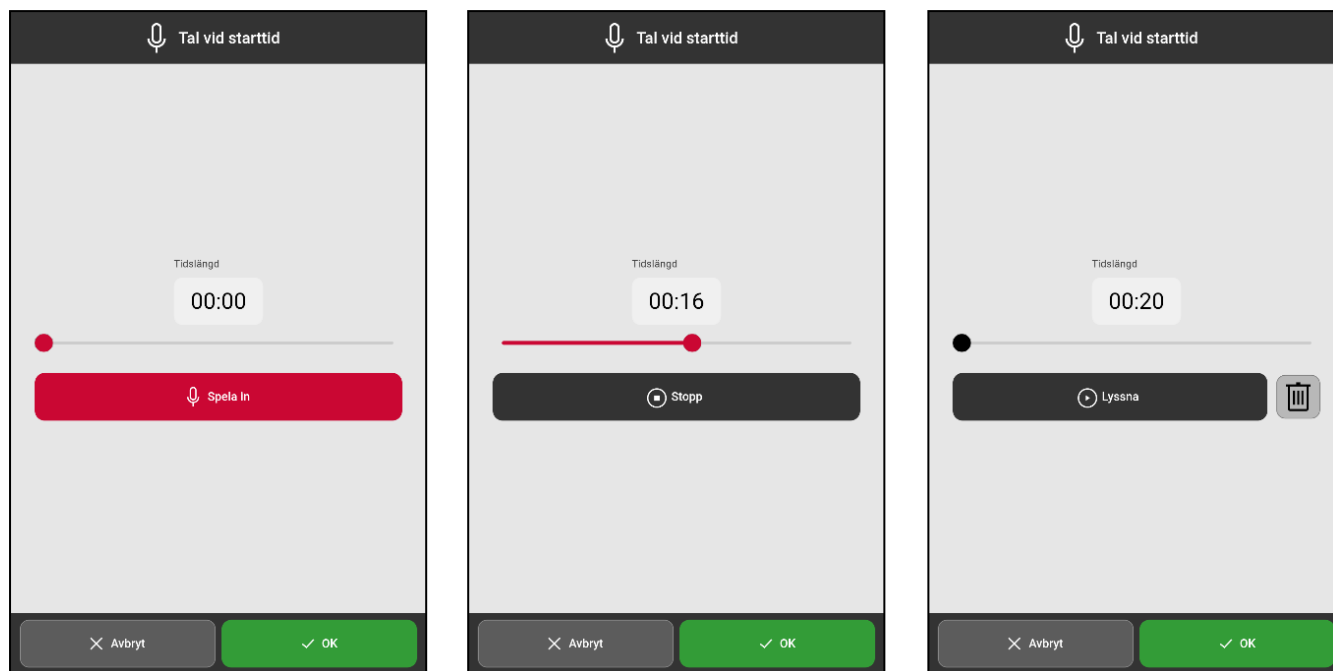 Tal vid starttid
Tidslängd
00:00
Spela in
Avbryt
OK
Tal vid starttid
Tidslängd
00:16
Stopp
Avbryt
OK
Tal vid starttid
Tidslängd
00:20
Lyssna
Avbryt
OK